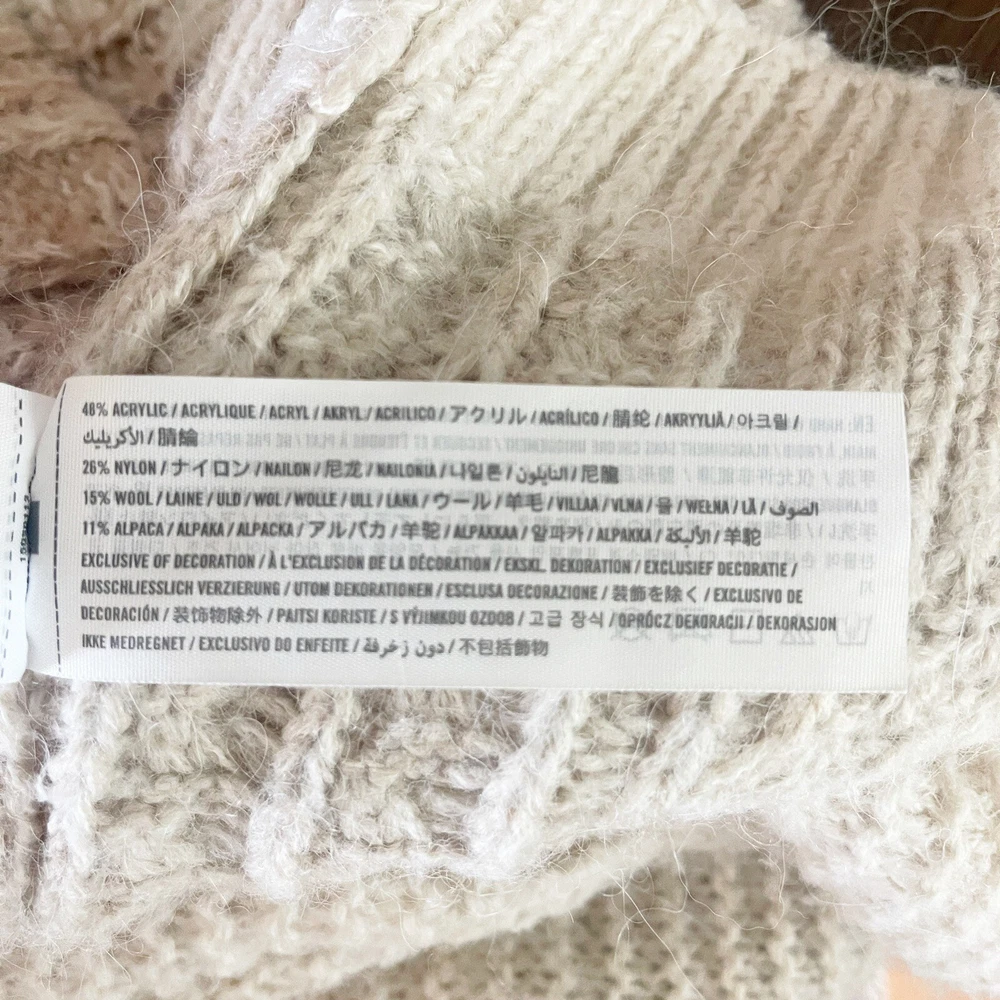 48% ACRYLIC / ACRYLIQUE / ACRYL / AKRYL / ACRILICO / アクリル / ACRÍLICO / 腈纶 / AKRYYLIÄ / 아크릴 /
الأكريليك / 腈綸
26% NYLON / ナイロン / NAILON / 尼龙 / NAILONIA / 나일론 / النايلون / 尼龍
15% WOOL / LAINE / ULD / WOL / WOLLE / ULL / LANA / ウール / 羊毛 / VILLAA / VLNA / 울 / WEŁNA / LÃ / الصوف
11% ALPACA / ALPAKA / ALPACKA / アルパカ / 羊驼 / ALPAKKAA / 알파카 / ALPAKKA / الألبكة / 羊駝
EXCLUSIVE OF DECORATION / À L'EXCLUSION DE LA DÉCORATION / EKSKL. DEKORATION / EXCLUSIEF DECORATIE /
AUSSCHLIESSLICH VERZIERUNG / UTOM DEKORATIONEN / ESCLUSA DECORAZIONE / 装飾を除く / EXCLUSIVO DE
DECORACIÓN / 装饰物除外 / PAITSI KORISTE / S VÝJIMKOU OZDOB / 고급 장식 / OPRÓCZ DEKORACJI / DEKORASJON
IKKE MEDREGNET / EXCLUSIVO DO ENFEITE / دون زخرفة / 不包括飾物